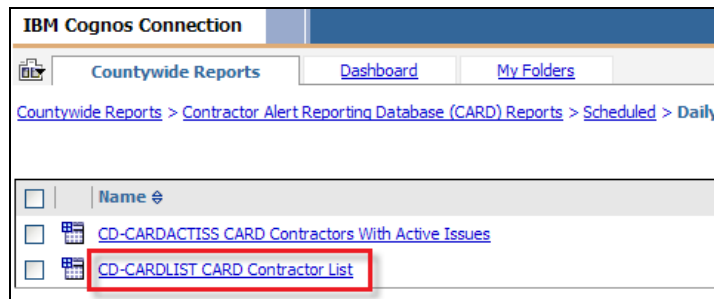 IBM Cognos Connection
Countywide Reports Dashboard My Folders
Countywide Reports > Contractor Alert Reporting Database (CARD) Reports > Scheduled > Daily
Name
CD-CARDACTISS CARD Contractors With Active Issues
CD-CARDLIST CARD Contractor List